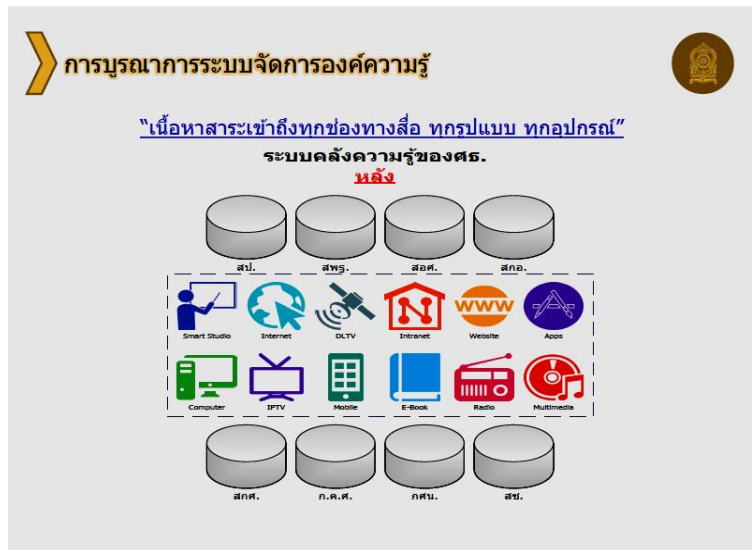 การบูรณาการระบบจัดการองค์ความรู้
“เนื้อหาสาระเข้าถึงทุกช่องทางสื่อ ทุกรูปแบบ ทุกอุปกรณ์”
ระบบคลังความรู้ของศธ.
หลัง
สป. สพฐ. สอศ. สกอ.
Smart Studio Internet DLTV Intranet Website Apps
Computer IPTV Mobile E-Book Radio Multimedia
สกศ. ก.ค.ศ. กศน. สช.